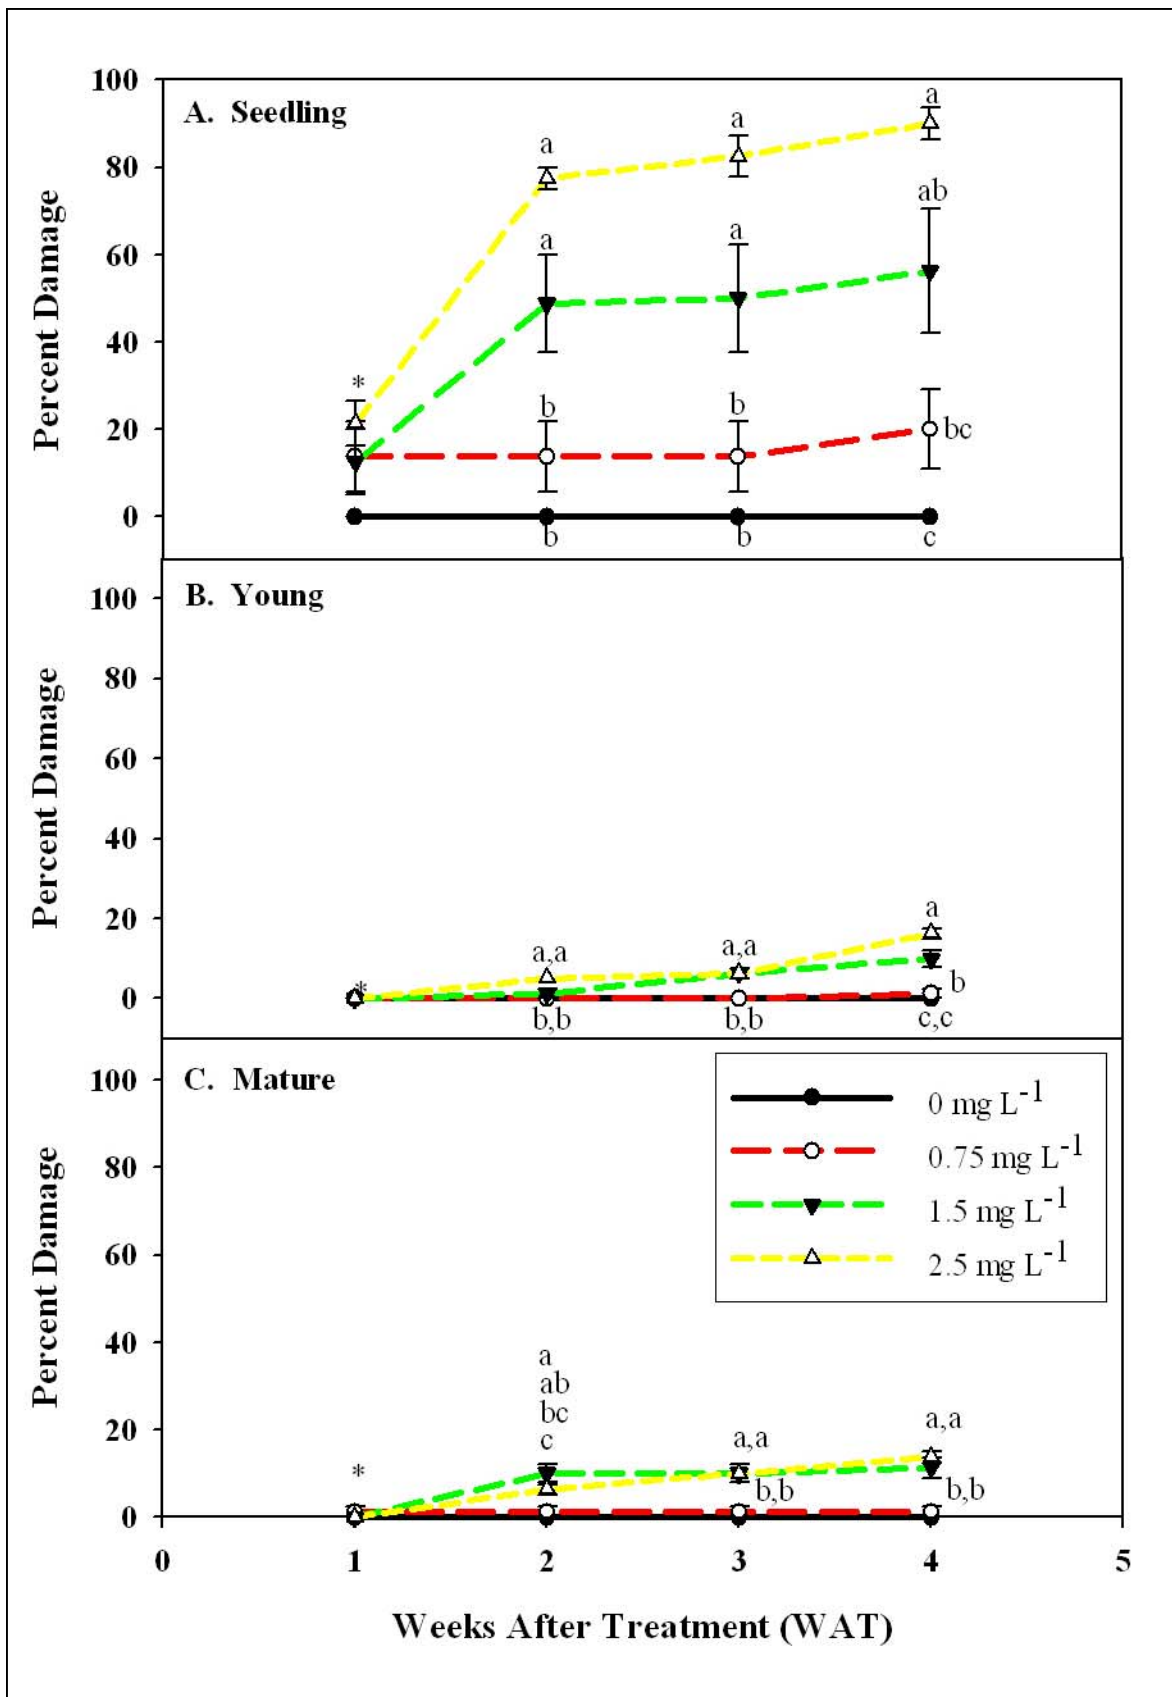 A. Seedling
Percent Damage
100
80
60
40
20
0
*
a
a
a
a
a
ab
b
b
bc
b
b
c
B. Young
Percent Damage
100
80
60
40
20
0
*
a,a
a,a
a
b
b,b
b,b
c,c
C. Mature
Percent Damage
100
80
60
40
20
0
0 mg L-1
0.75 mg L-1
1.5 mg L-1
2.5 mg L-1
*
a
ab
bc
c
a,a
b,b
a,a
b,b
0 1 2 3 4 5
Weeks After Treatment (WAT)